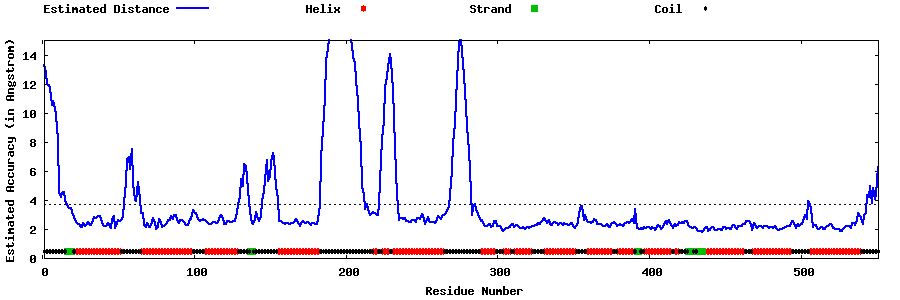 Estimated Distance Helix Strand Coil
Estimated Accuracy (in Angstrom)
14
12
10
8
6
4
2
0
0 100 200 300 400 500
Residue Number